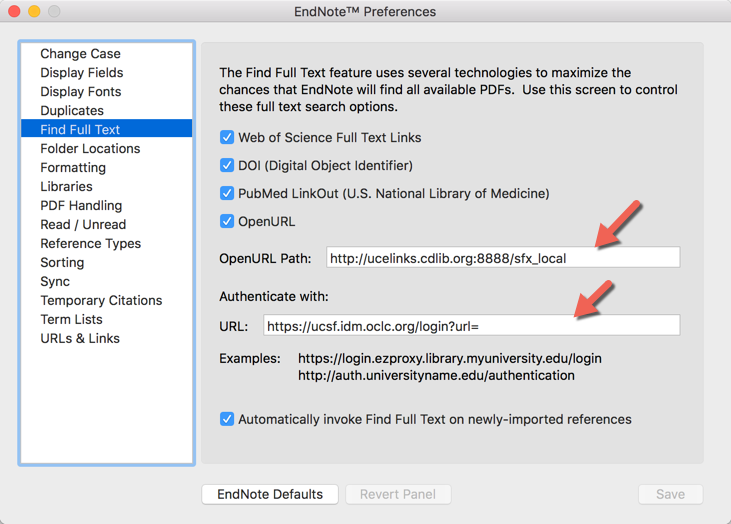 EndNote™ Preferences
Change Case
Display Fields
Display Fonts
Duplicates
Find Full Text
Folder Locations
Formatting
Libraries
PDF Handling
Read / Unread
Reference Types
Sorting
Sync
Temporary Citations
Term Lists
URLs & Links
The Find Full Text feature uses several technologies to maximize the
chances that EndNote will find all available PDFs.  Use this screen to control
these full text search options.
Web of Science Full Text Links
DOI (Digital Object Identifier)
PubMed LinkOut (U.S. National Library of Medicine)
OpenURL
OpenURL Path: http://ucelinks.cdlib.org:8888/sfx_local
Authenticate with:
URL: https://ucsf.idm.oclc.org/login?url=
Examples: https://login.ezproxy.library.myuniversity.edu/login
http://auth.universityname.edu/authentication
Automatically invoke Find Full Text on newly-imported references
EndNote Defaults Revert Panel Save